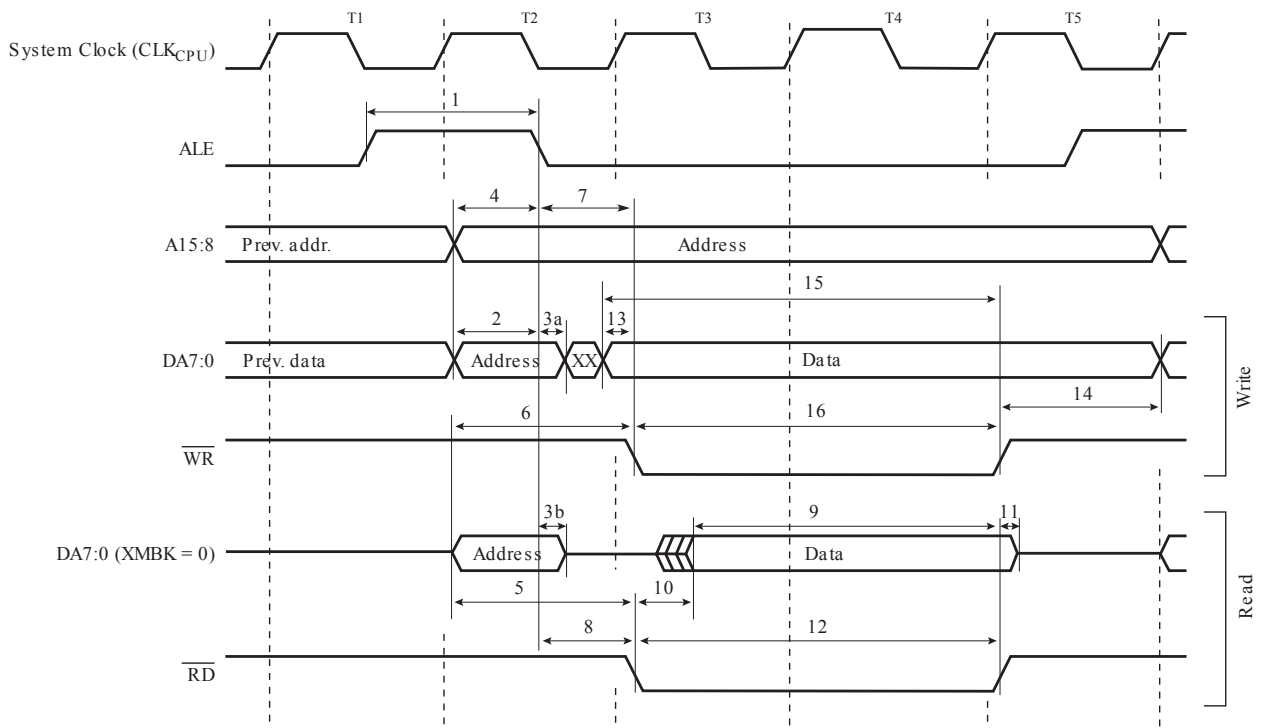 T1 T2 T3 T4 T5
System Clock (CLKCPU)
1
ALE
4 7
A15:8 Prev. addr. Address
15
2 3a 13
DA7:0 Prev. data Address XX Data
14
6 16
WR
Write
3b 9 11
DA7:0 (XMBK = 0) Address Data
5 10
8 12
RD
Read